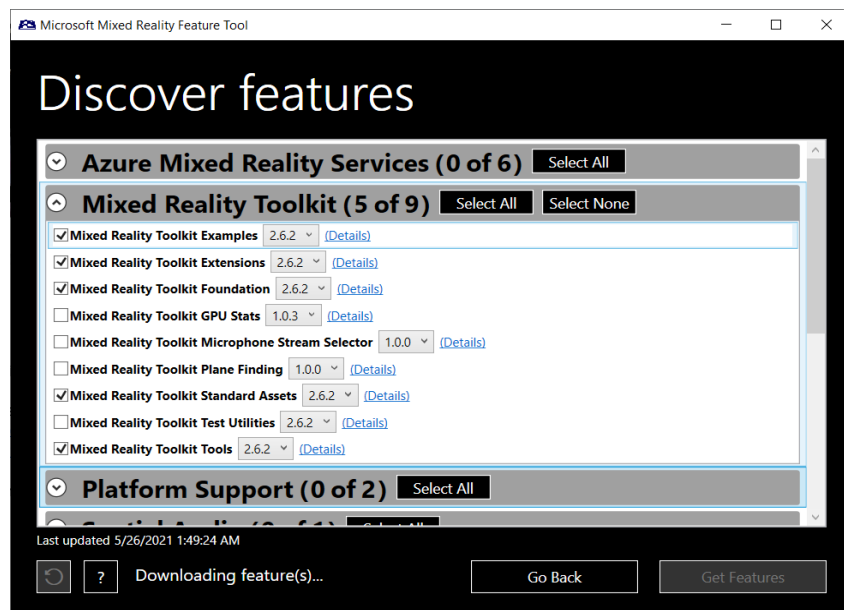 Microsoft Mixed Reality Feature Tool
Discover features
Azure Mixed Reality Services (0 of 6) Select All
Mixed Reality Toolkit (5 of 9) Select All Select None
Mixed Reality Toolkit Examples 2.6.2 (Details)
Mixed Reality Toolkit Extensions 2.6.2 (Details)
Mixed Reality Toolkit Foundation 2.6.2 (Details)
Mixed Reality Toolkit GPU Stats 1.0.3 (Details)
Mixed Reality Toolkit Microphone Stream Selector 1.0.0 (Details)
Mixed Reality Toolkit Plane Finding 1.0.0 (Details)
Mixed Reality Toolkit Standard Assets 2.6.2 (Details)
Mixed Reality Toolkit Test Utilities 2.6.2 (Details)
Mixed Reality Toolkit Tools 2.6.2 (Details)
Platform Support (0 of 2) Select All
Last updated 5/26/2021 1:49:24 AM
? Downloading feature(s)... Go Back Get Features